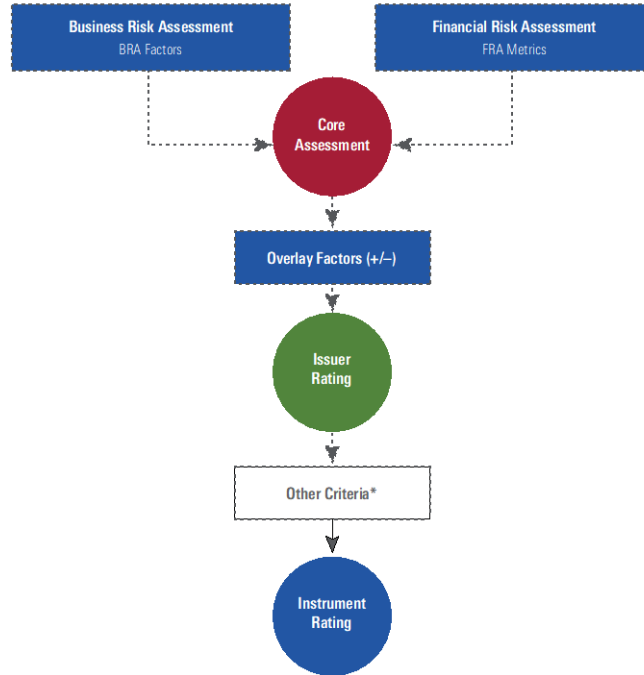 Business Risk Assessment
BRA Factors
Financial Risk Assessment
FRA Metrics
Core
Assessment
Overlay Factors (+/–)
Issuer
Rating
Other Criteria*
Instrument
Rating